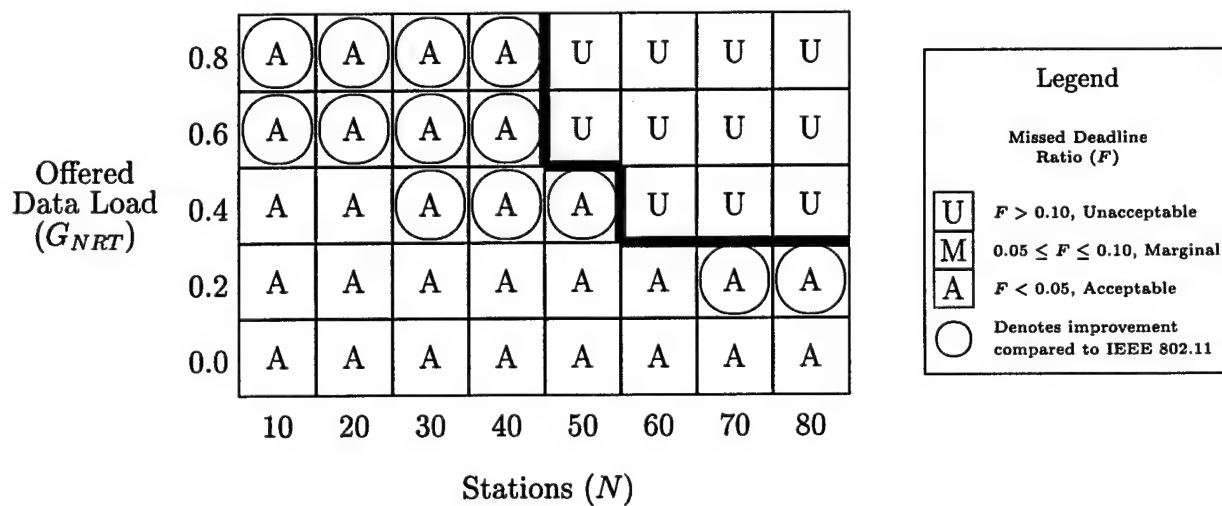 0.8 A A A A U U U U
0.6 A A A A U U U U
Offered
Data Load
(G_NRT)
0.4 A A A A A U U U
0.2 A A A A A A A A
0.0 A A A A A A A A
10 20 30 40 50 60 70 80
Stations (N)
Legend
Missed Deadline
Ratio (F)
U F > 0.10, Unacceptable
M 0.05 ≤ F ≤ 0.10, Marginal
A F < 0.05, Acceptable
Denotes improvement
compared to IEEE 802.11